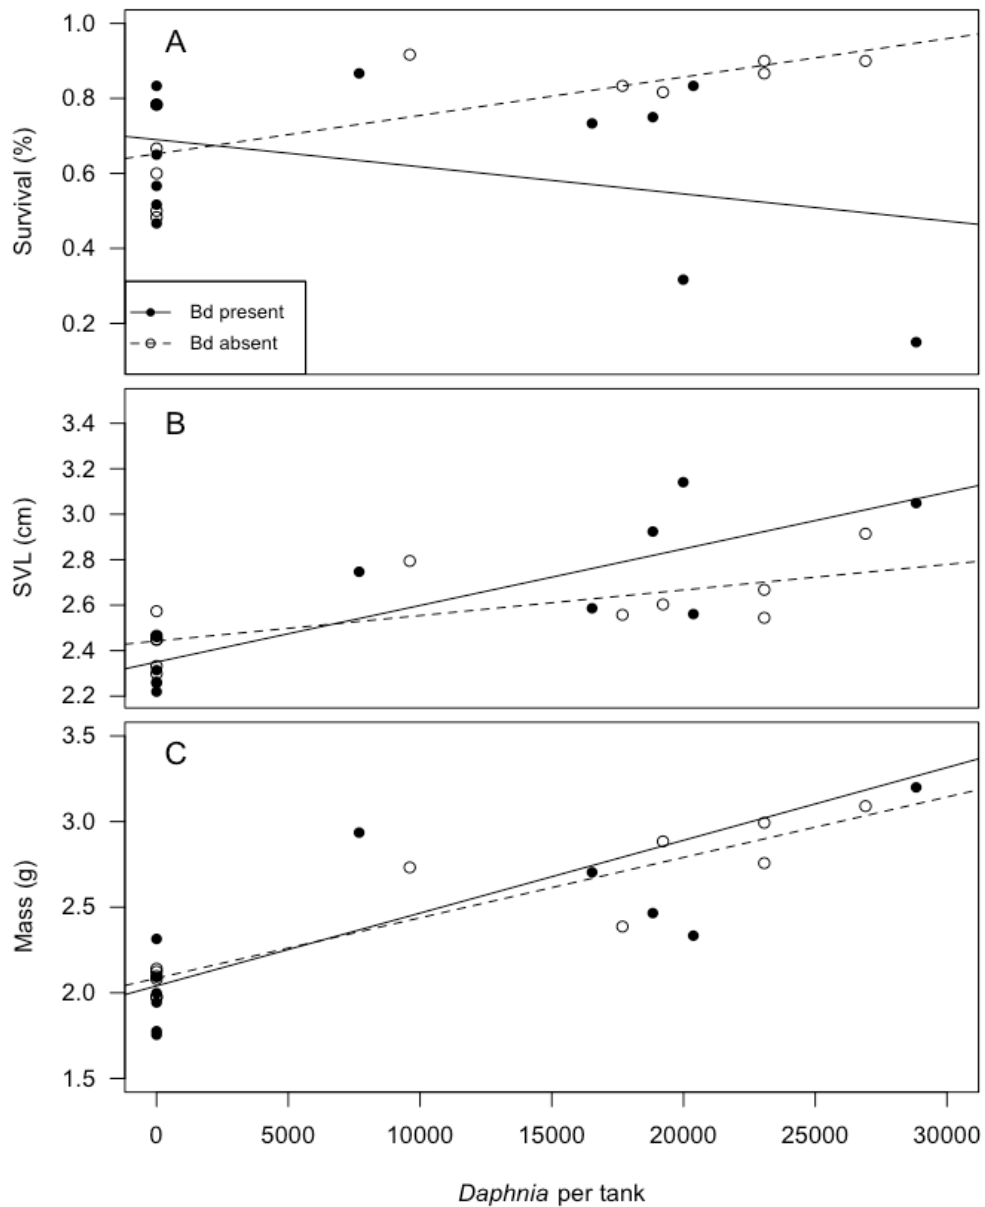 A
1.0
0.8
0.6
0.4
0.2
Survival (%)
Bd present
Bd absent
B
3.4
3.2
3.0
2.8
2.6
2.4
2.2
SVL (cm)
C
3.5
3.0
2.5
2.0
1.5
Mass (g)
0 5000 10000 15000 20000 25000 30000
Daphnia per tank